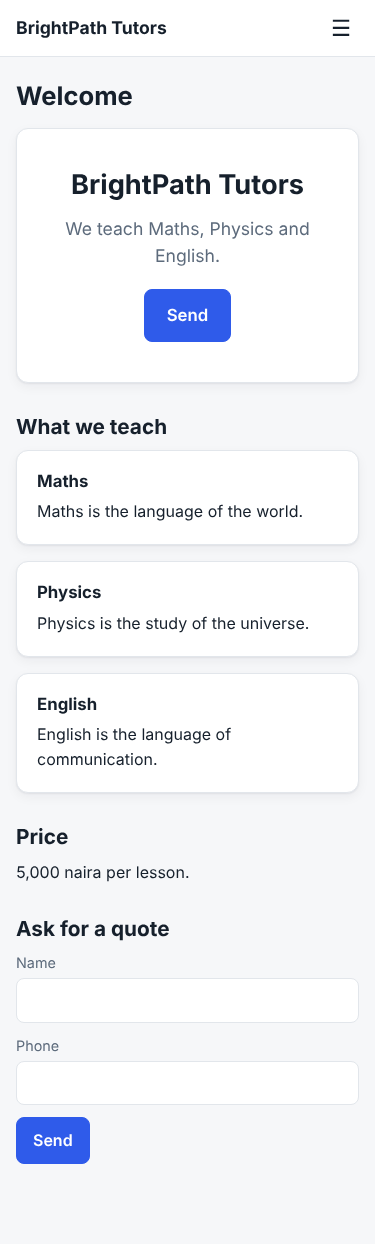 BrightPath Tutors ☰
Welcome
BrightPath Tutors
We teach Maths, Physics and
English.
Send
What we teach
Maths
Maths is the language of the world.
Physics
Physics is the study of the universe.
English
English is the language of
communication.
Price
5,000 naira per lesson.
Ask for a quote
Name
Phone
Send